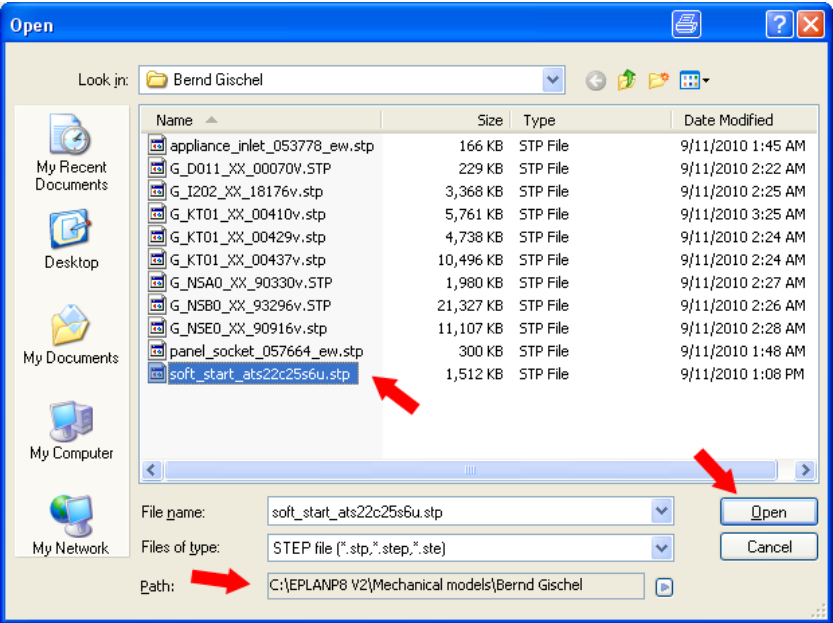 Open
Look in: Bernd Gischel
Name Size Type Date Modified
appliance_inlet_053778_ew.stp 166 KB STP File 9/11/2010 1:45 AM
G_D011_XX_00070V.STP 229 KB STP File 9/11/2010 2:22 AM
G_I202_XX_18176v.stp 3,368 KB STP File 9/11/2010 2:25 AM
G_KT01_XX_00410v.stp 5,761 KB STP File 9/11/2010 3:25 AM
G_KT01_XX_00429v.stp 4,738 KB STP File 9/11/2010 2:24 AM
G_KT01_XX_00437v.stp 10,496 KB STP File 9/11/2010 2:24 AM
G_NSA0_XX_90330v.STP 1,980 KB STP File 9/11/2010 2:27 AM
G_NSB0_XX_93296v.STP 21,327 KB STP File 9/11/2010 2:26 AM
G_NSE0_XX_90916v.stp 11,107 KB STP File 9/11/2010 2:28 AM
panel_socket_057664_ew.stp 300 KB STP File 9/11/2010 1:48 AM
soft_start_ats22c25s6u.stp 1,512 KB STP File 9/11/2010 1:08 PM
My Recent
Documents
Desktop
My Documents
My Computer
My Network
File name: soft_start_ats22c25s6u.stp Open
Files of type: STEP file (*.stp,*.step,*.ste) Cancel
Path: C:\EPLANP8 V2\Mechanical models\Bernd Gischel